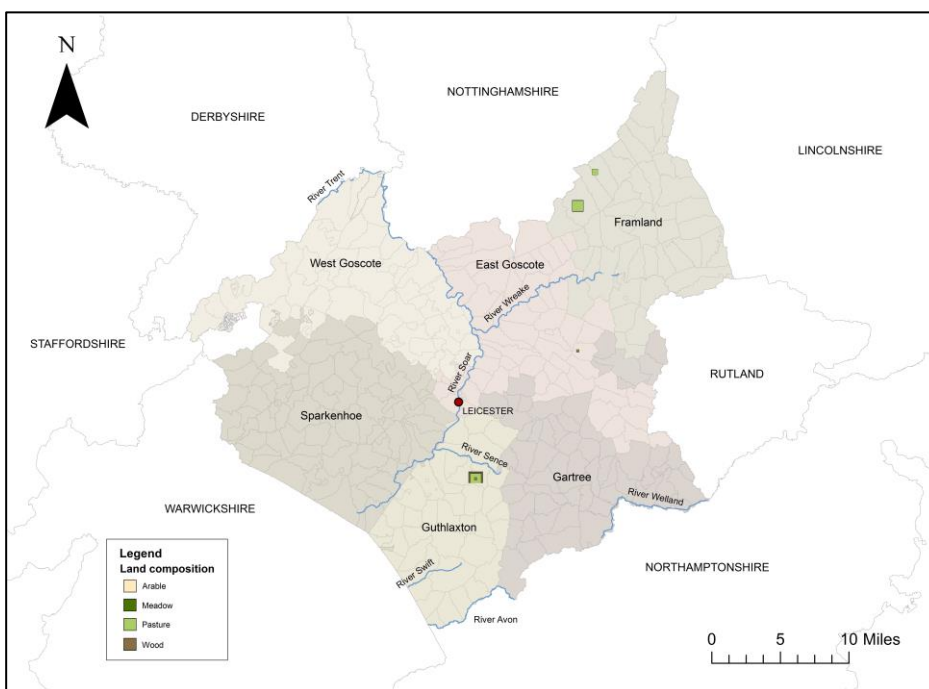 N
NOTTINGHAMSHIRE
DERBYSHIRE
LINCOLNSHIRE
River Trent
Framland
West Goscote
East Goscote
River Wreake
STAFFORDSHIRE
RUTLAND
River Soar
LEICESTER
Sparkenhoe
River Sence
Gartree
River Welland
WARWICKSHIRE
Guthlaxton
River Swift
NORTHAMPTONSHIRE
River Avon
Legend
Land composition
Arable
Meadow
Pasture
Wood
0 5 10 Miles